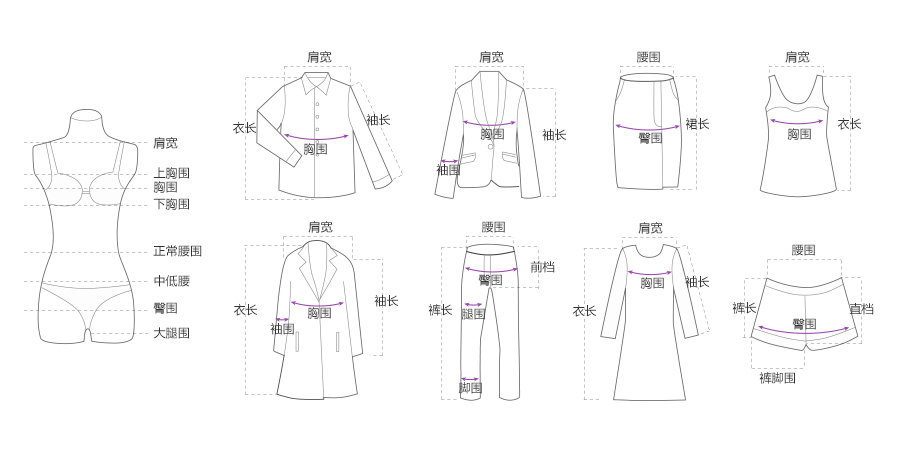 肩宽
上胸围
胸围
下胸围
正常腰围
中低腰
臀围
大腿围
肩宽
衣长
袖长
胸围
肩宽
胸围
袖长
袖围
腰围
裙长
臀围
肩宽
衣长
胸围
肩宽
衣长
袖长
胸围
袖围
腰围
前档
臀围
裤长
腿围
脚围
肩宽
胸围
袖长
衣长
腰围
裤长
直档
臀围
裤脚围